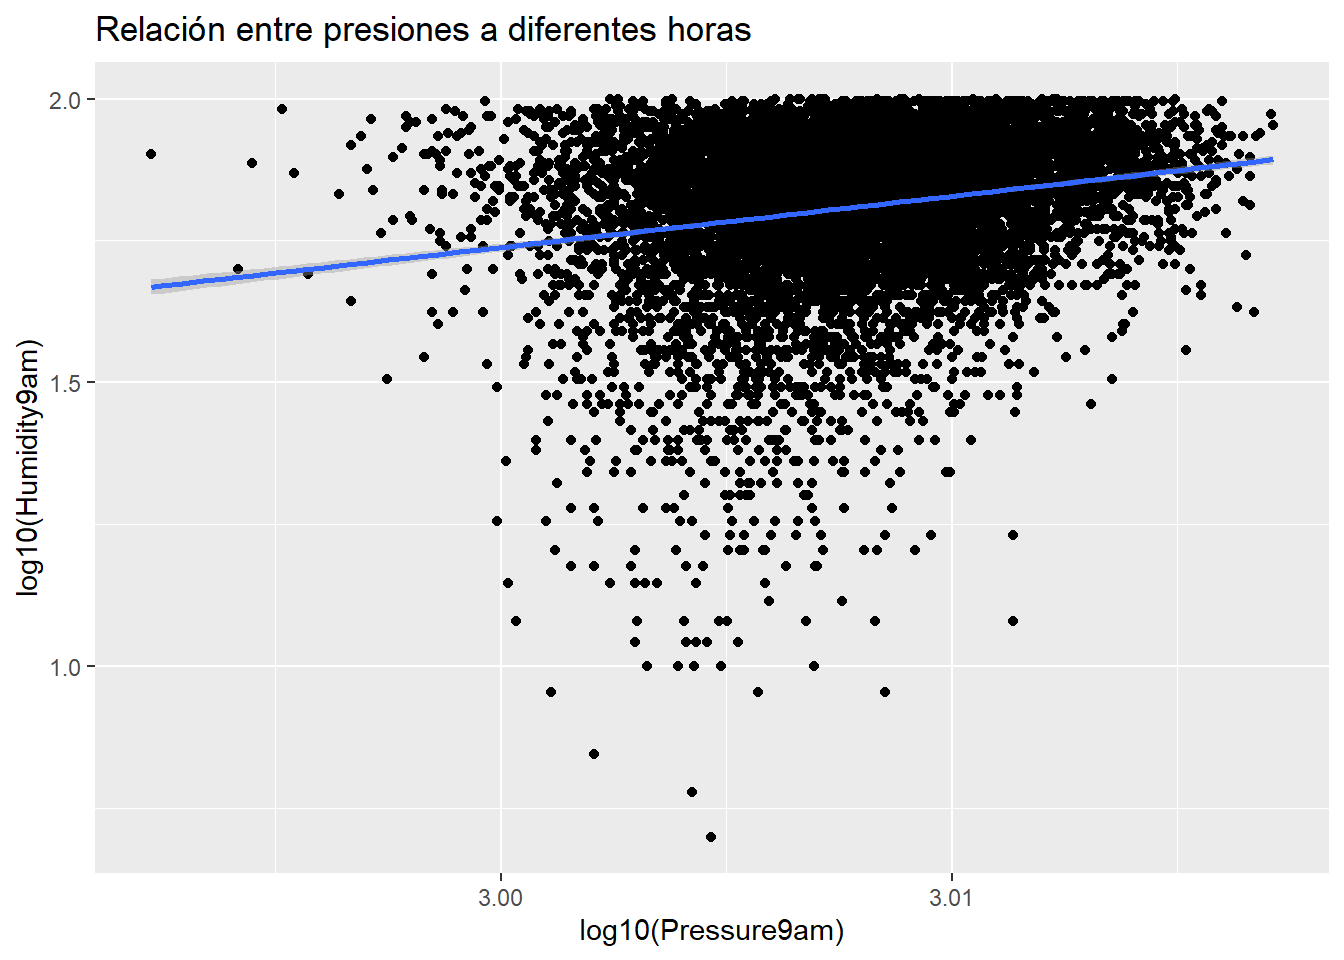 Relación entre presiones a diferentes horas
2.0
1.5
1.0
log10(Humidity9am)
3.00
3.01
log10(Pressure9am)